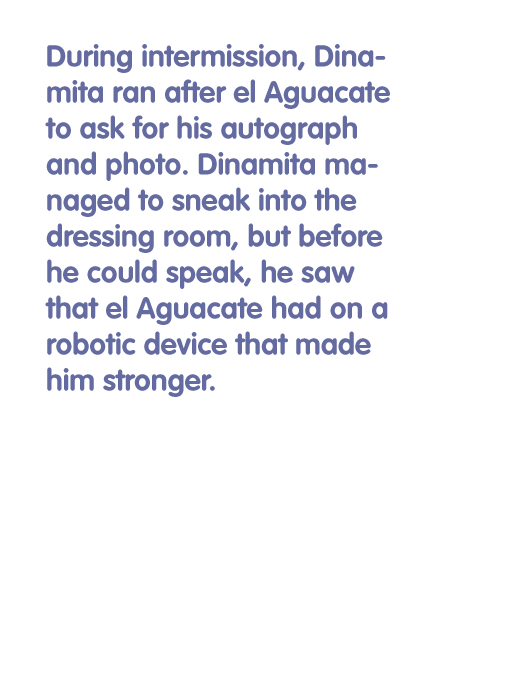 During intermission, Dina-
mita ran after el Aguacate
to ask for his autograph
and photo. Dinamita ma-
naged to sneak into the
dressing room, but before
he could speak, he saw
that el Aguacate had on a
robotic device that made
him stronger.